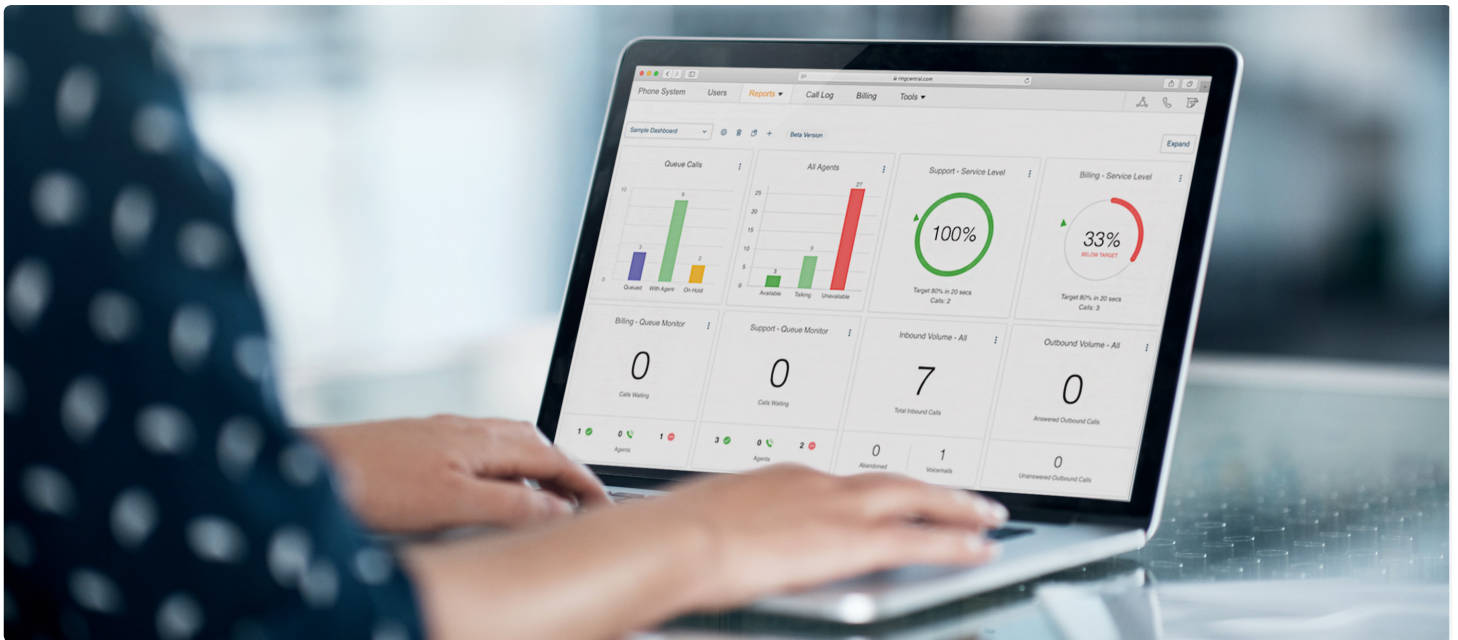 ringcentral.com
Phone System Users Reports Call Log Billing Tools
Sample Dashboard Beta Version Expand
Queue Calls
10
3
9
2
0
Queued With Agent On Hold
All Agents
25
20
15
10
5
0
3
9
27
Available Talking Unavailable
Support - Service Level
100%
Target 80% in 20 secs
Calls: 2
Billing - Service Level
33%
BELOW TARGET
Target 80% in 20 secs
Calls: 3
Billing - Queue Monitor
0
Calls Waiting
1 0 1
Agents
Support - Queue Monitor
0
Calls Waiting
3 0 2
Agents
Inbound Volume - All
7
Total Inbound Calls
0 1
Abandoned Voicemails
Outbound Volume - All
0
Answered Outbound Calls
0
Unanswered Outbound Calls